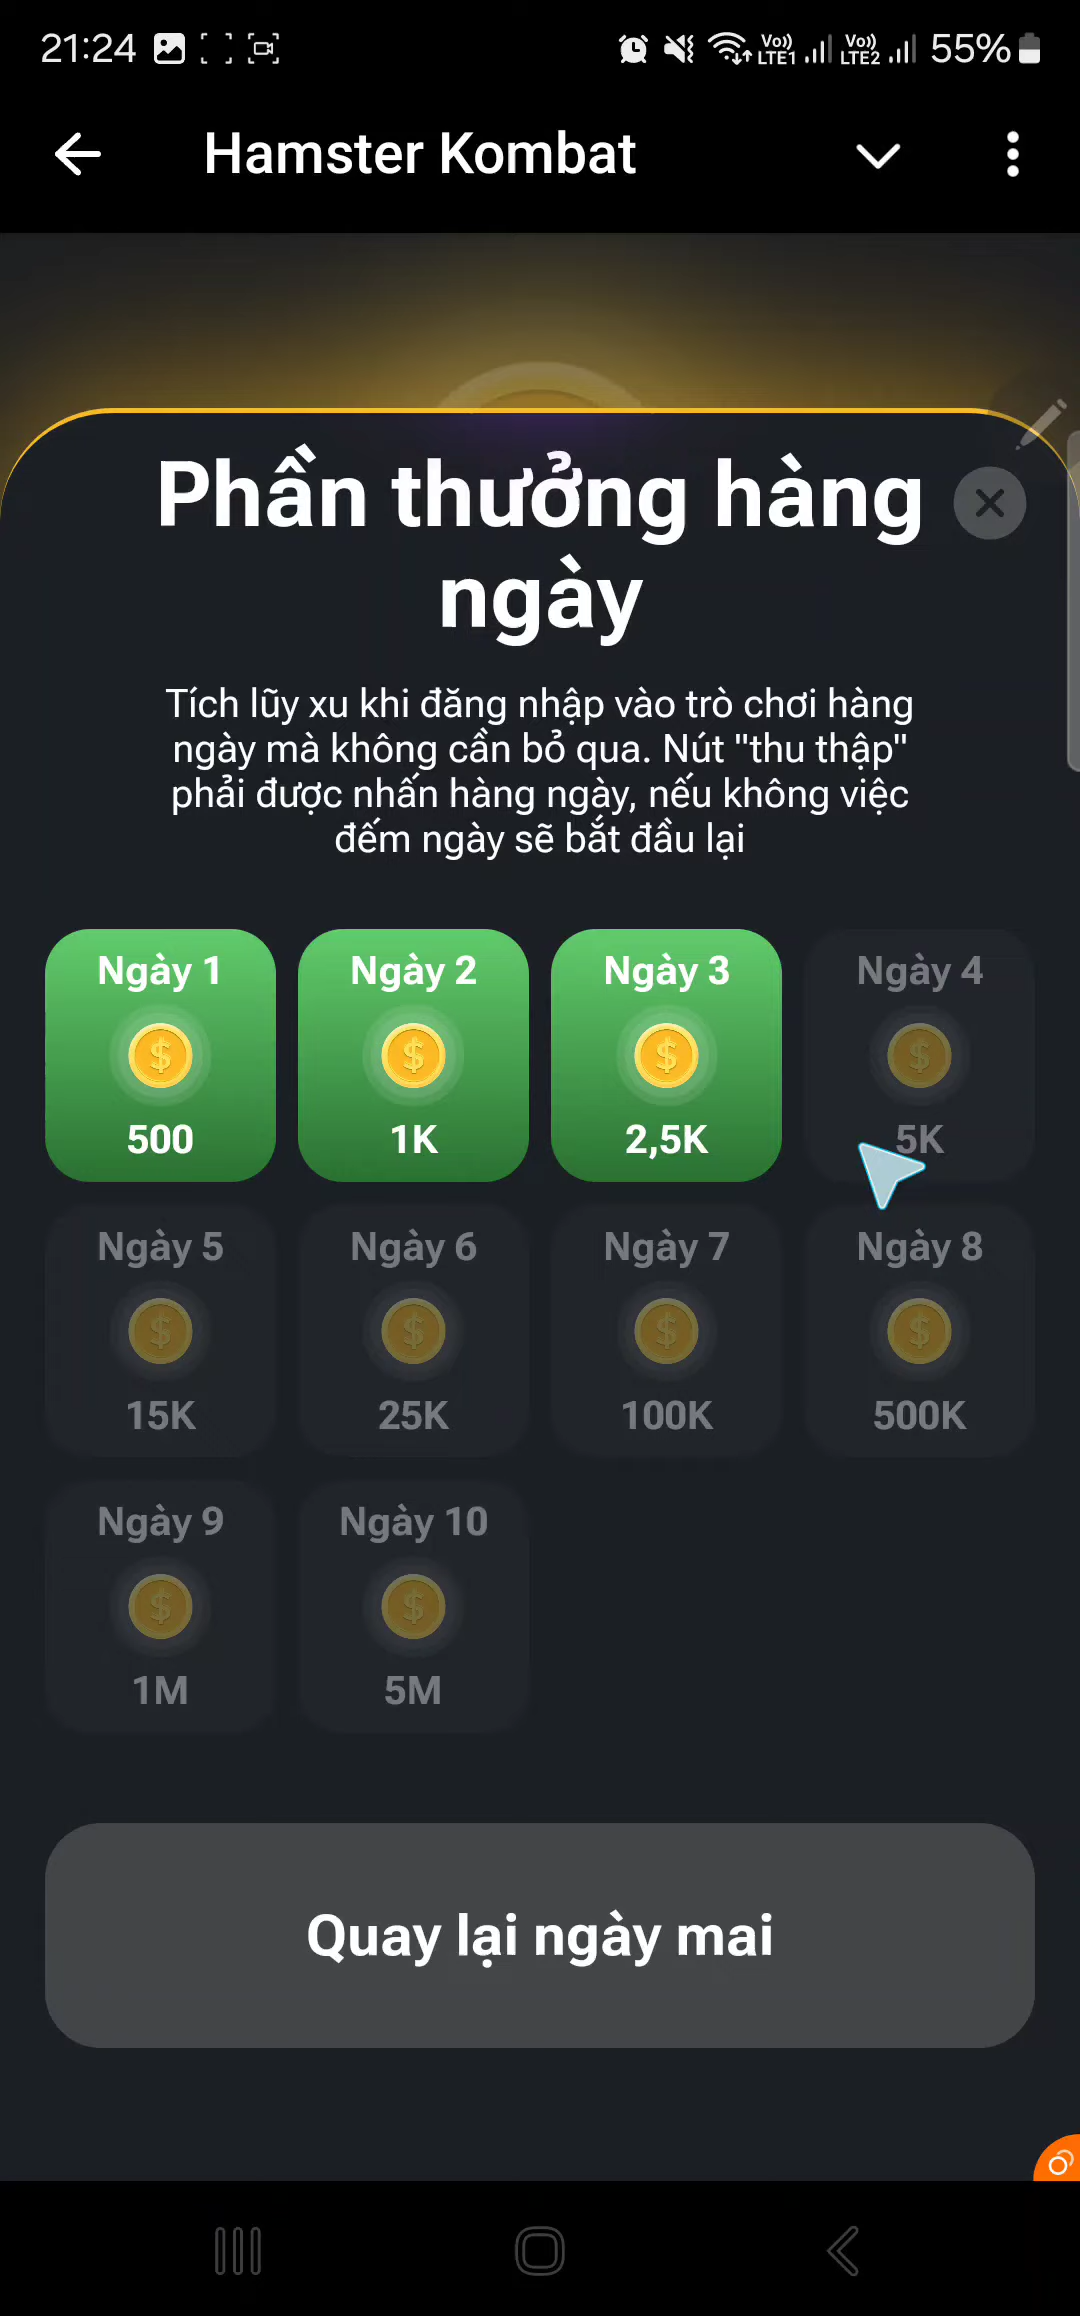 21:24 Vo)) LTE1 Vo)) LTE2 55%
Hamster Kombat
Phần thưởng hàng
ngày
Tích lũy xu khi đăng nhập vào trò chơi hàng
ngày mà không cần bỏ qua. Nút "thu thập"
phải được nhấn hàng ngày, nếu không việc
đếm ngày sẽ bắt đầu lại
Ngày 1 Ngày 2 Ngày 3 Ngày 4
500 1K 2,5K 5K
Ngày 5 Ngày 6 Ngày 7 Ngày 8
15K 25K 100K 500K
Ngày 9 Ngày 10
1M 5M
Quay lại ngày mai